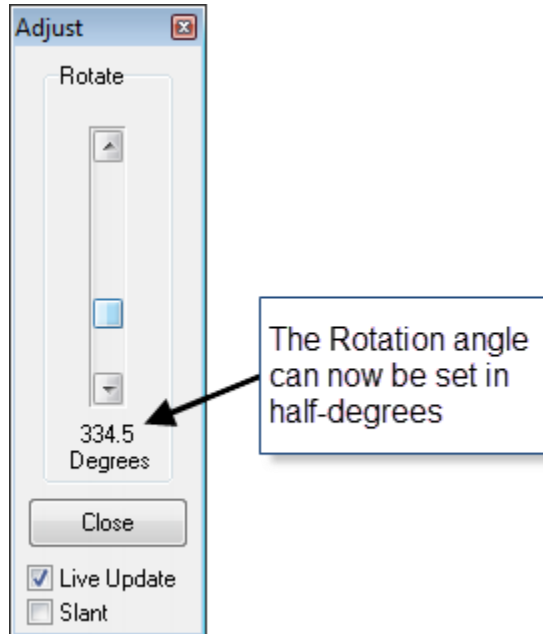 Adjust
Rotate
334.5
Degrees
Close
Live Update
Slant
The Rotation angle
can now be set in
half-degrees